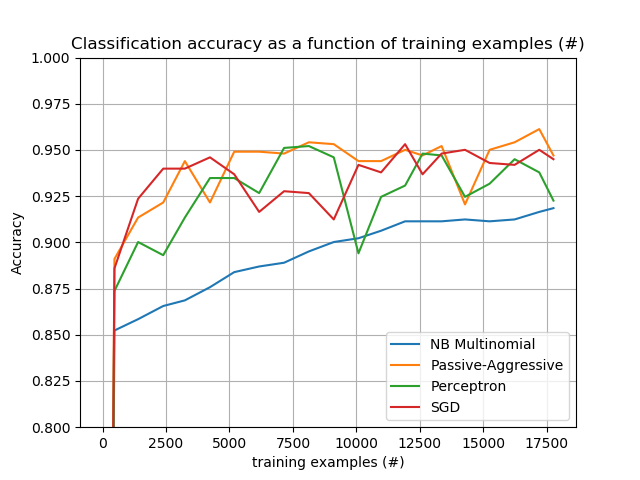 Classification accuracy as a function of training examples (#)
1.000
0.975
0.950
0.925
0.900
0.875
0.850
0.825
0.800
Accuracy
NB Multinomial
Passive-Aggressive
Perceptron
SGD
0 2500 5000 7500 10000 12500 15000 17500
training examples (#)